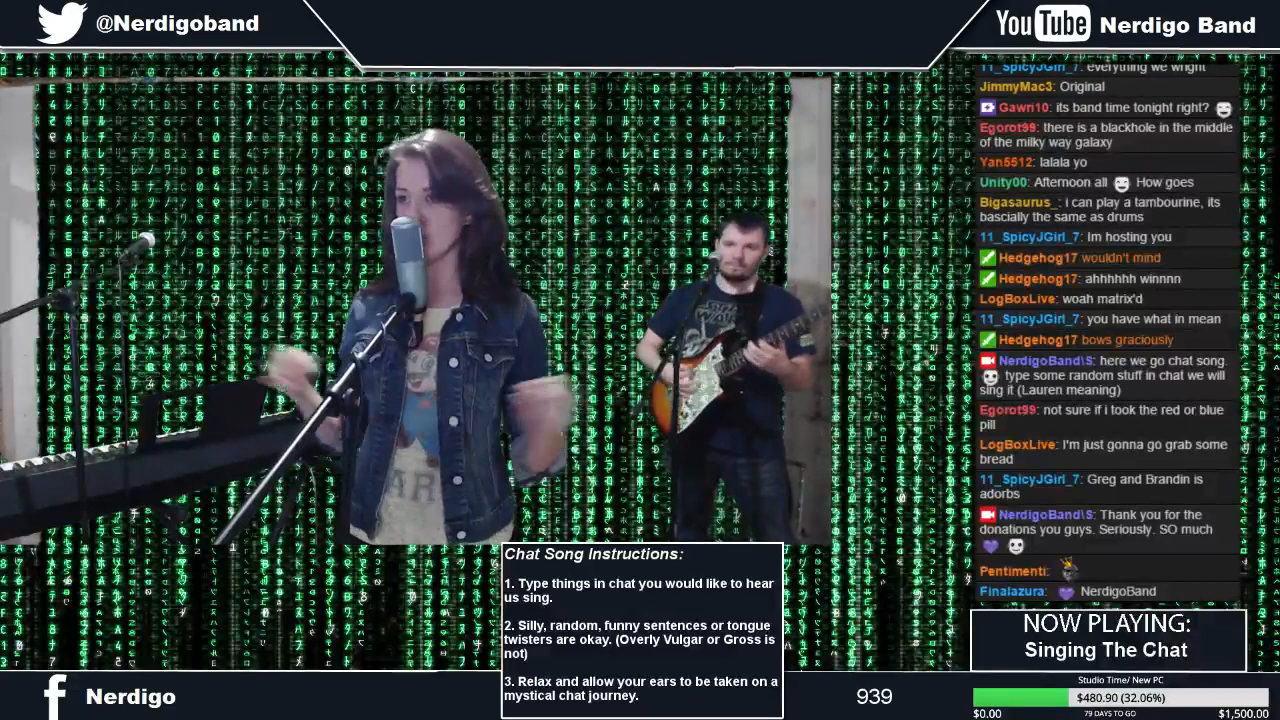 @Nerdigoband
YouTube Nerdigo Band
11_SpicyJGirl_7: everything we wright
JimmyMac3: Original
Gawri10: its band time tonight right?
Egorot99: there is a blackhole in the middle
of the milky way galaxy
Yan5512: lalala yo
Unity00: Afternoon all How goes
Bigasaurus_: i can play a tambourine, its
bascially the same as drums
11_SpicyJGirl_7: Im hosting you
Hedgehog17 wouldn't mind
Hedgehog17: ahhhhhh winnnn
LogBoxLive: woah matrix'd
11_SpicyJGirl_7: you have what in mean
Hedgehog17 bows graciously
NerdigoBand\S: here we go chat song.
type some random stuff in chat we will
sing it (Lauren meaning)
Egorot99: not sure if i took the red or blue
pill
LogBoxLive: I'm just gonna go grab some
bread
11_SpicyJGirl_7: Greg and Brandin is
adorbs
NerdigoBand\S: Thank you for the
donations you guys. Seriously. SO much
Pentimenti:
Finalazura: NerdigoBand
Chat Song Instructions:
1. Type things in chat you would like to hear
us sing.
2. Silly, random, funny sentences or tongue
twisters are okay. (Overly Vulgar or Gross is
not)
3. Relax and allow your ears to be taken on a
mystical chat journey.
NOW PLAYING:
Singing The Chat
f Nerdigo
939
Studio Time/ New PC
$480.90 (32.06%)
$0.00 79 DAYS TO GO $1,500.00